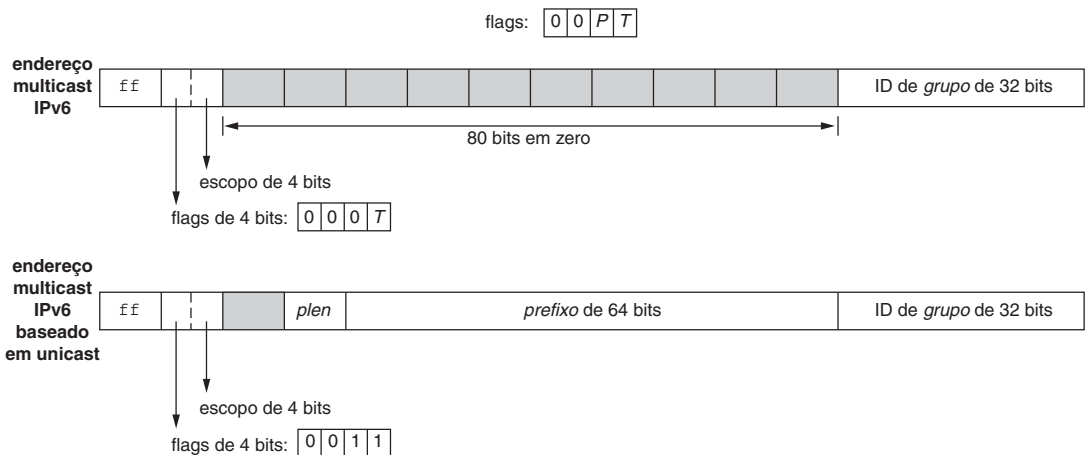 flags: 0 0 P T
endereço
multicast
IPv6
ff
ID de grupo de 32 bits
80 bits em zero
escopo de 4 bits
flags de 4 bits: 0 0 0 T
endereço
multicast
IPv6
baseado
em unicast
ff
plen
prefixo de 64 bits
ID de grupo de 32 bits
escopo de 4 bits
flags de 4 bits: 0 0 1 1